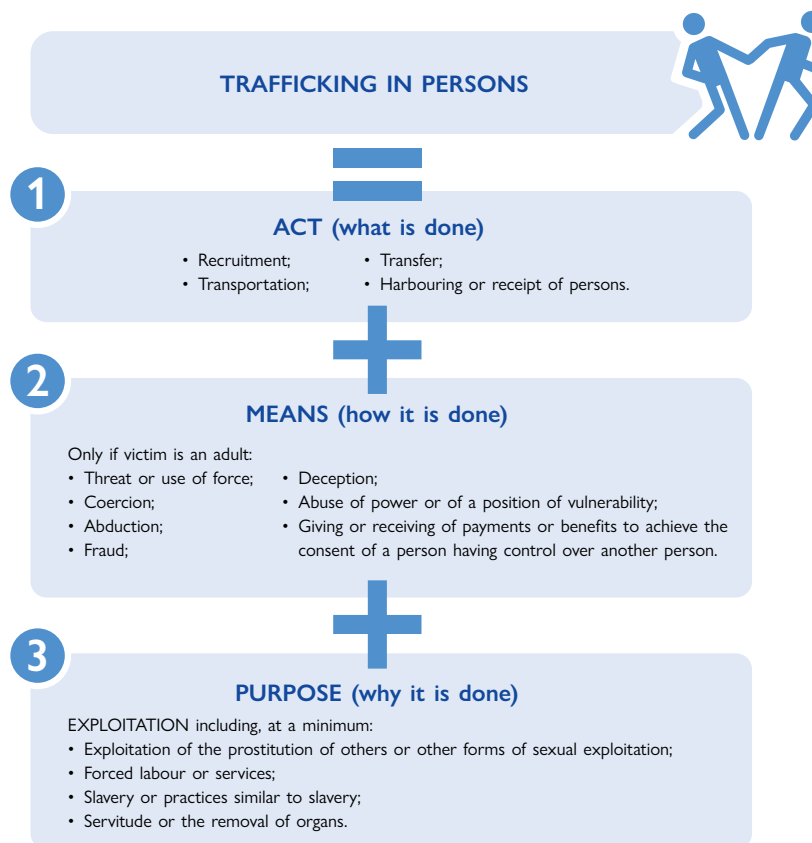 TRAFFICKING IN PERSONS
1
ACT (what is done)
• Recruitment;
• Transportation;
• Transfer;
• Harbouring or receipt of persons.
2
MEANS (how it is done)
Only if victim is an adult:
• Threat or use of force;
• Coercion;
• Abduction;
• Fraud;
• Deception;
• Abuse of power or of a position of vulnerability;
• Giving or receiving of payments or benefits to achieve the
consent of a person having control over another person.
3
PURPOSE (why it is done)
EXPLOITATION including, at a minimum:
• Exploitation of the prostitution of others or other forms of sexual exploitation;
• Forced labour or services;
• Slavery or practices similar to slavery;
• Servitude or the removal of organs.